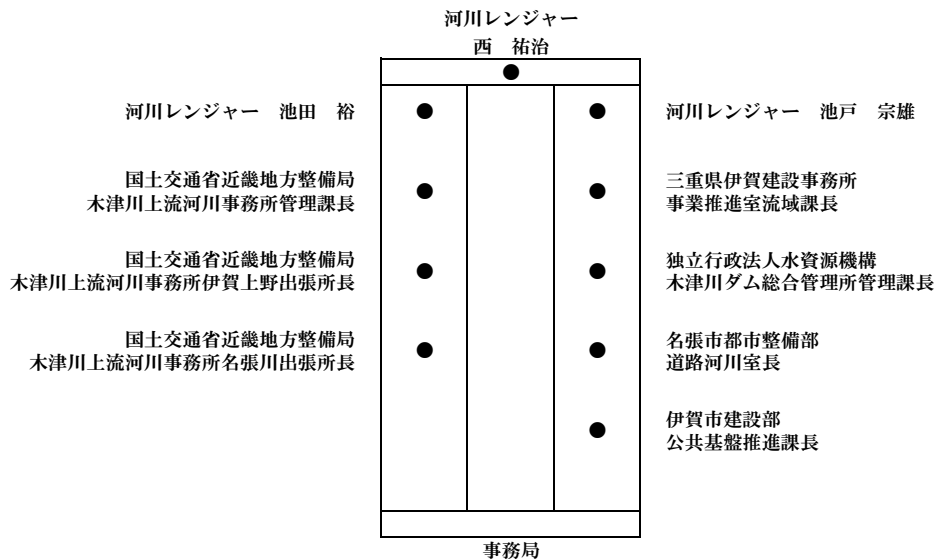 河川レンジャー
西　祐治
河川レンジャー　池田　裕
河川レンジャー　池戸　宗雄
国土交通省近畿地方整備局
木津川上流河川事務所管理課長
三重県伊賀建設事務所
事業推進室流域課長
国土交通省近畿地方整備局
木津川上流河川事務所伊賀上野出張所長
独立行政法人水資源機構
木津川ダム総合管理所管理課長
国土交通省近畿地方整備局
木津川上流河川事務所名張川出張所長
名張市都市整備部
道路河川室長
伊賀市建設部
公共基盤推進課長
事務局